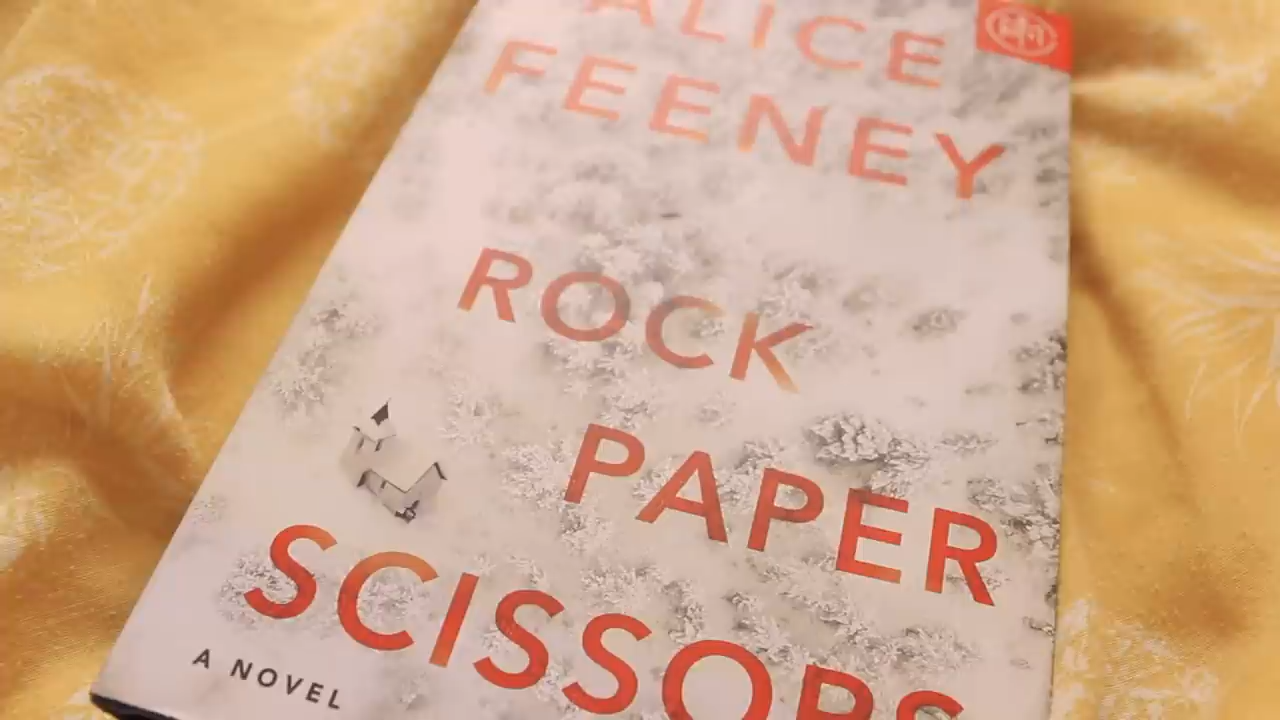 ALICE
FEENEY
ROCK
PAPER
SCISSORS
A NOVEL